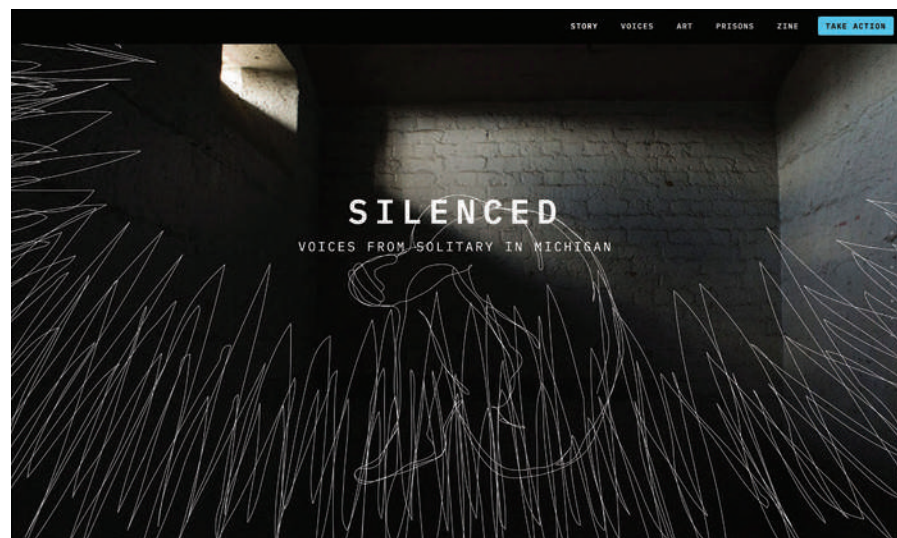 STORY VOICES ART PRISONS ZINE TAKE ACTION
SILENCED
VOICES FROM SOLITARY IN MICHIGAN